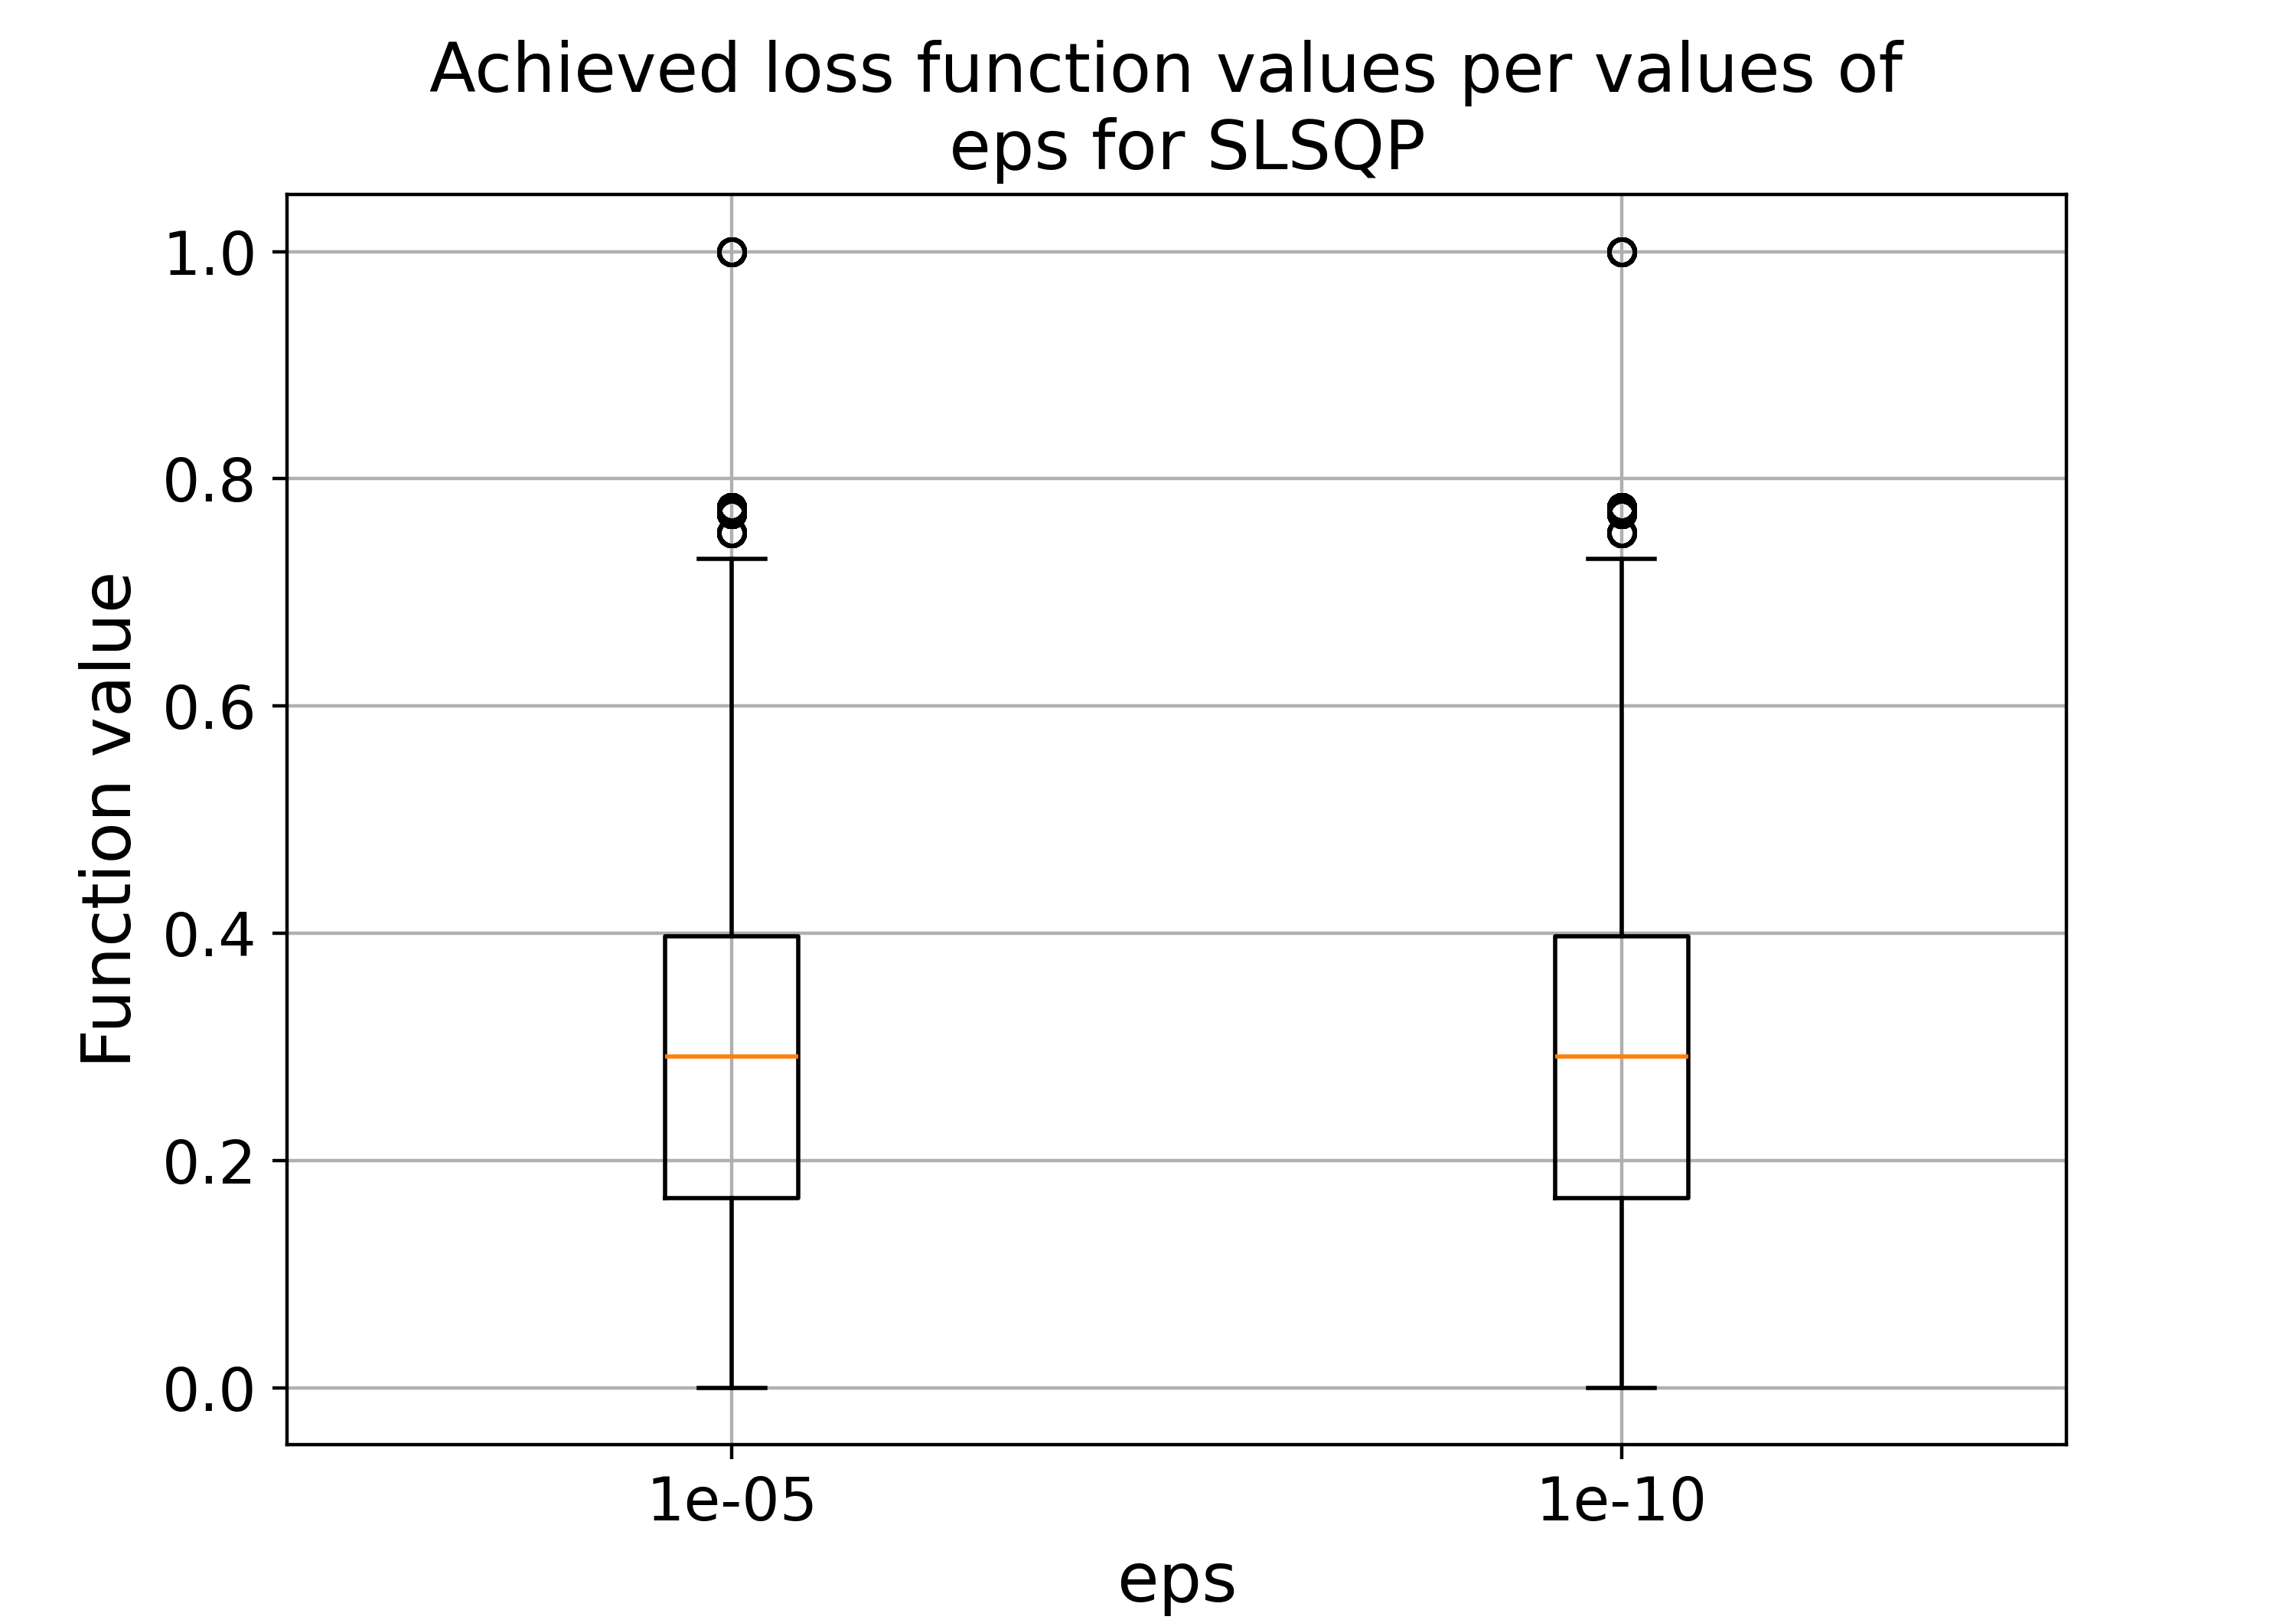 Achieved loss function values per values of
eps for SLSQP
Function value
1.0
0.8
0.6
0.4
0.2
0.0
1e-05
1e-10
eps